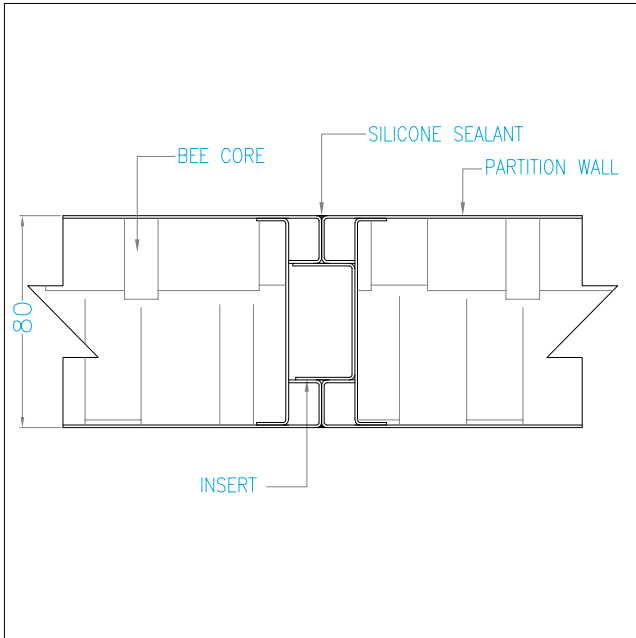 SILICONE SEALANT
BEE CORE
PARTITION WALL
80
INSERT